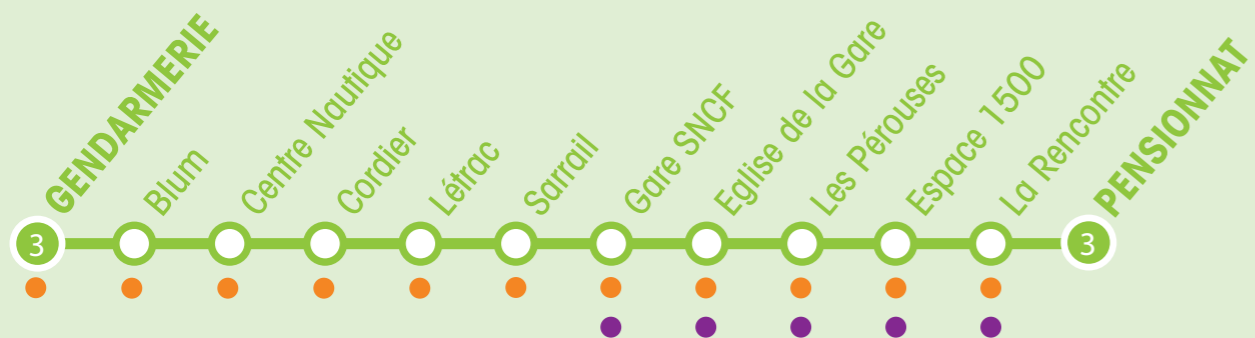 GENDARMERIE
Blum
Centre Nautique
Cordier
Létrac
Sarrail
Gare SNCF
Eglise de la Gare
Les Pérouses
Espace 1500
La Rencontre
PENSIONNAT
3
3